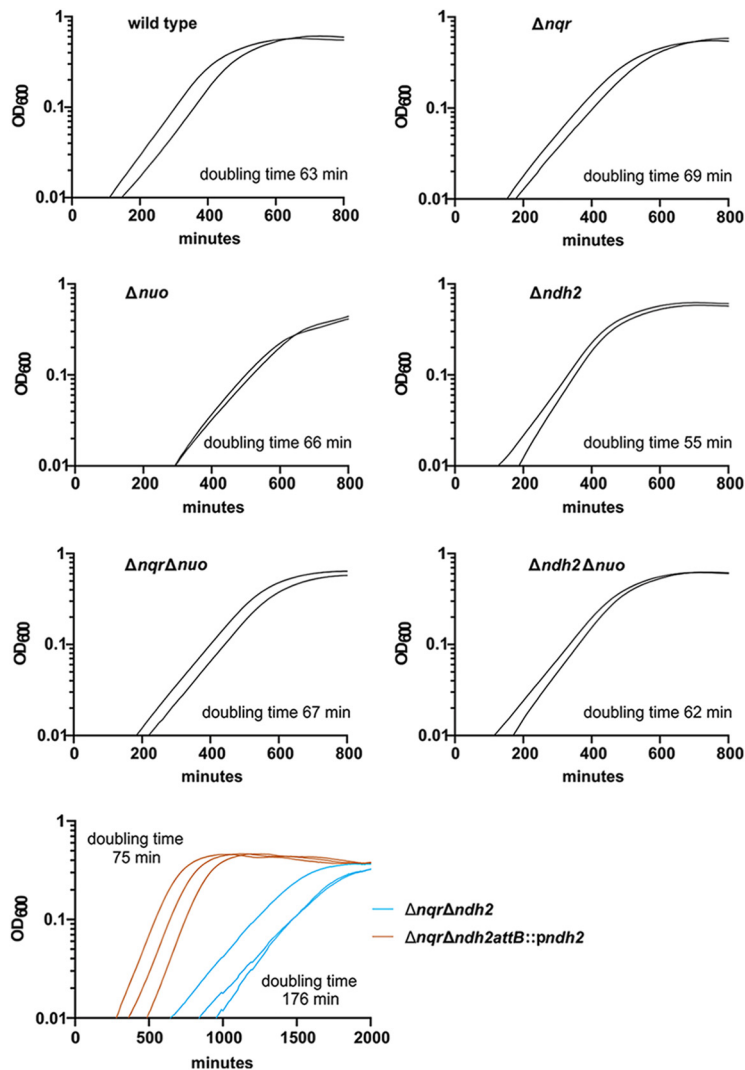 wild type
1
0.1
0.01
OD600
doubling time 63 min
0 200 400 600 800
minutes
Δnqr
1
0.1
0.01
OD600
doubling time 69 min
0 200 400 600 800
minutes
Δnuo
1
0.1
0.01
OD600
doubling time 66 min
0 200 400 600 800
minutes
Δndh2
1
0.1
0.01
OD600
doubling time 55 min
0 200 400 600 800
minutes
ΔnqrΔnuo
1
0.1
0.01
OD600
doubling time 67 min
0 200 400 600 800
minutes
Δndh2Δnuo
1
0.1
0.01
OD600
doubling time 62 min
0 200 400 600 800
minutes
1
0.1
0.01
OD600
doubling time
75 min
doubling time
176 min
0 500 1000 1500 2000
minutes
ΔnqrΔndh2
ΔnqrΔndh2attB::pndh2